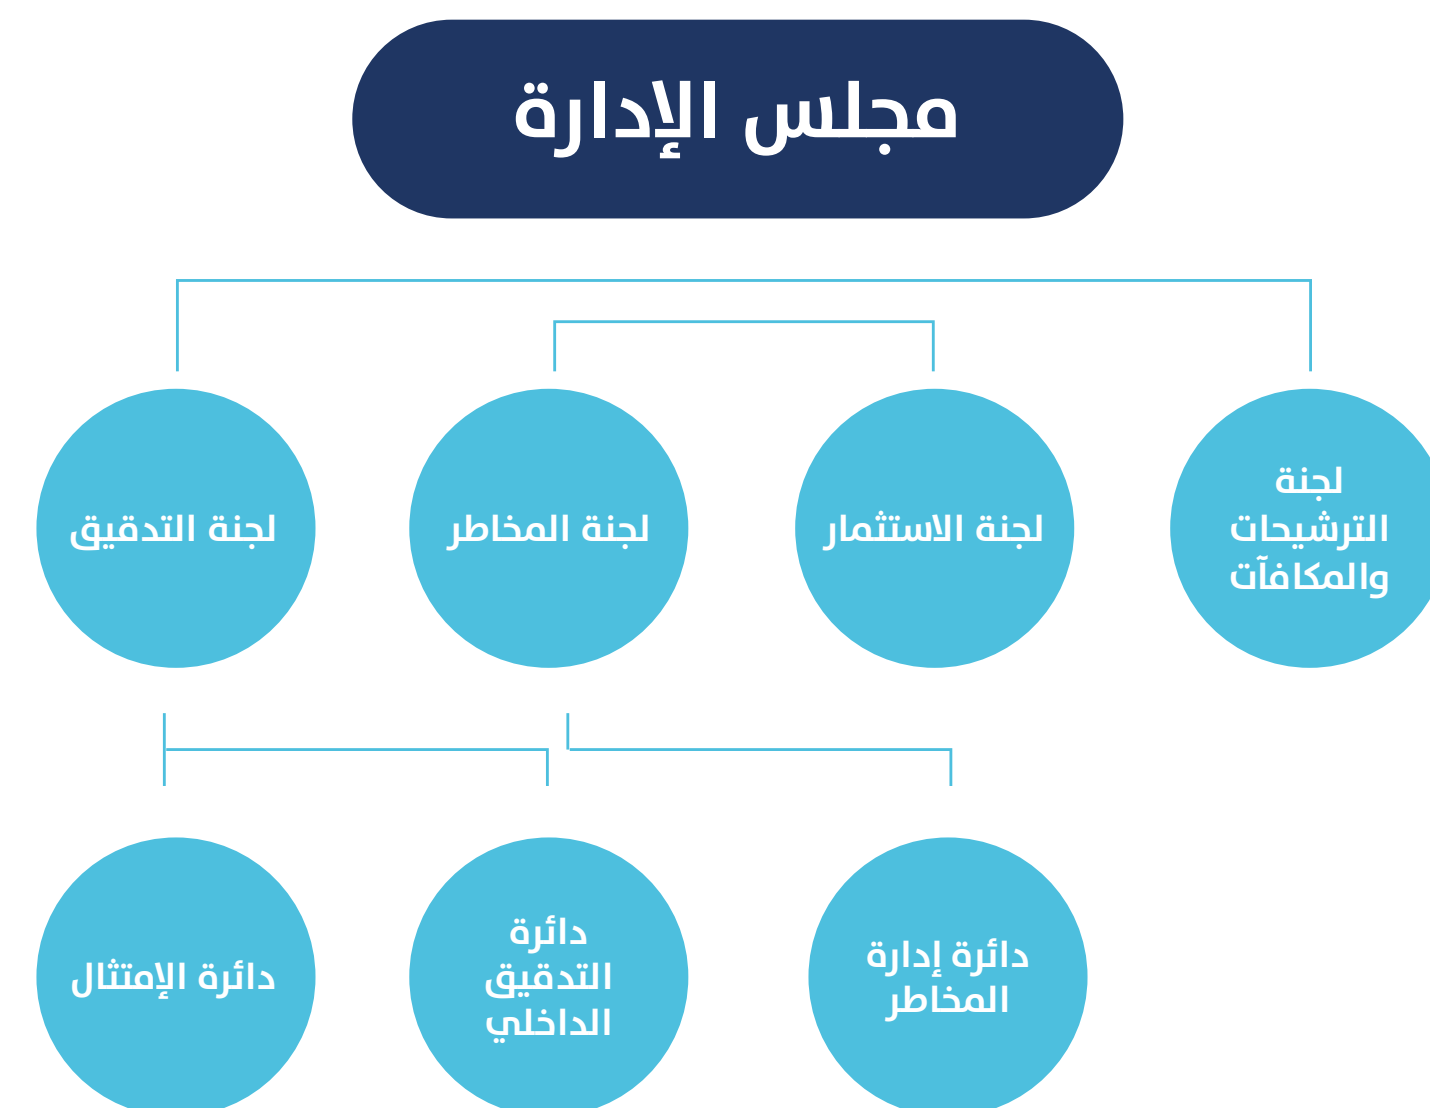 مجلس الإدارة
لجنة
الترشيحات
والمكافآت
لجنة الاستثمار
لجنة المخاطر
لجنة التدقيق
دائرة إدارة
المخاطر
دائرة
التدقيق
الداخلي
دائرة الإمتثال